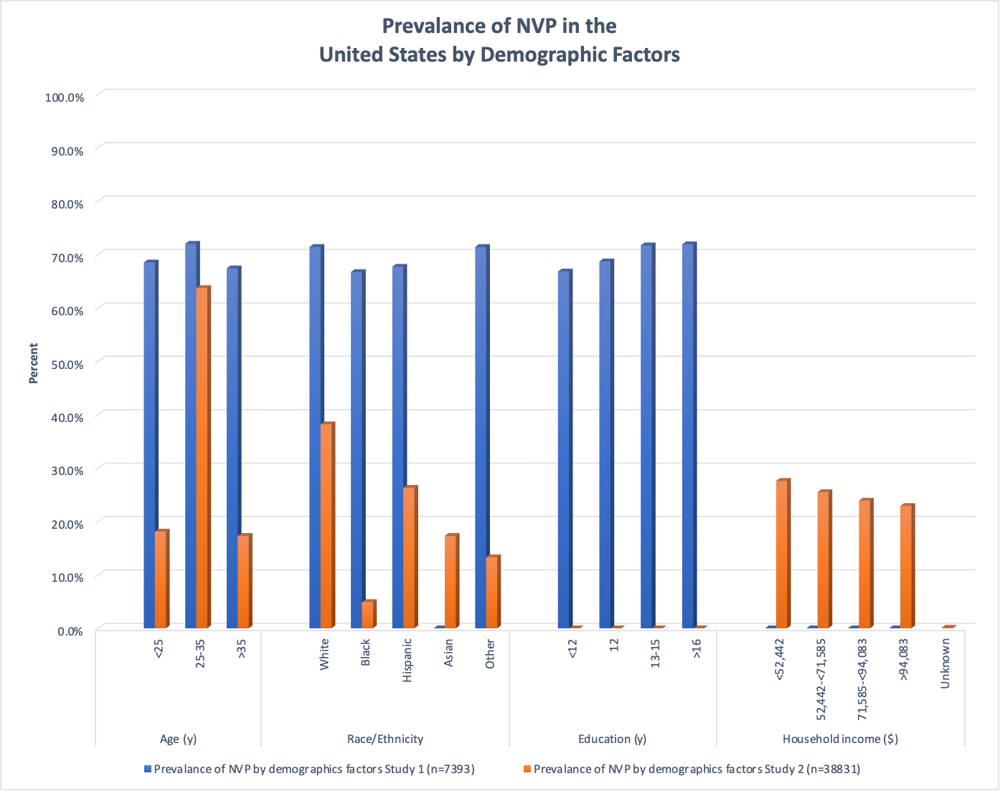 Prevalance of NVP in the
United States by Demographic Factors
100.0%
90.0%
80.0%
70.0%
60.0%
50.0%
40.0%
30.0%
20.0%
10.0%
0.0%
Percent
<25
25-35
>35
White
Black
Hispanic
Asian
Other
<12
12
13-15
>16
<52,442
52,442-<71,585
71,585-<94,083
>94,083
Unknown
Age (y)
Race/Ethnicity
Education (y)
Household income ($)
Prevalance of NVP by demographics factors Study 1 (n=7393)
Prevalance of NVP by demographics factors Study 2 (n=38831)